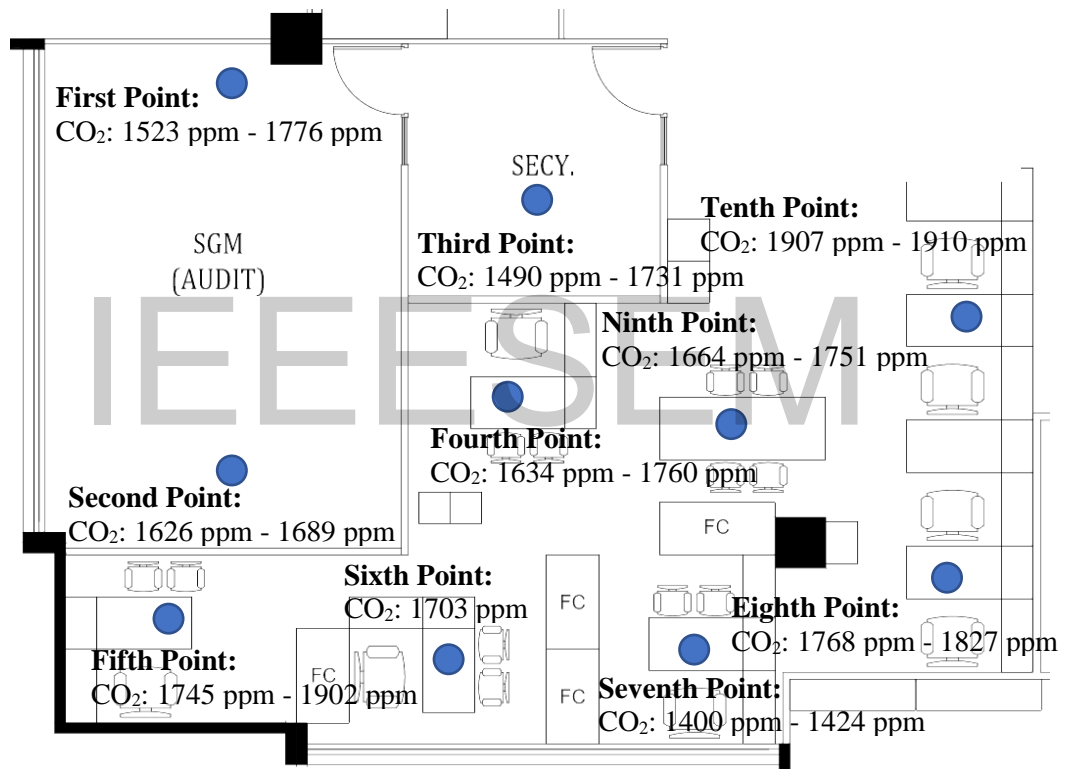 First Point:
CO₂: 1523 ppm - 1776 ppm
SECY.
Tenth Point:
CO₂: 1907 ppm - 1910 ppm
Third Point:
CO₂: 1490 ppm - 1731 ppm
SGM
(AUDIT)
IEEESEM
Ninth Point:
CO₂: 1664 ppm - 1751 ppm
Fourth Point:
CO₂: 1634 ppm - 1760 ppm
Second Point:
CO₂: 1626 ppm - 1689 ppm
FC
Sixth Point:
CO₂: 1703 ppm
FC
Eighth Point:
CO₂: 1768 ppm - 1827 ppm
Fifth Point:
CO₂: 1745 ppm - 1902 ppm
FC
FC
Seventh Point:
CO₂: 1400 ppm - 1424 ppm